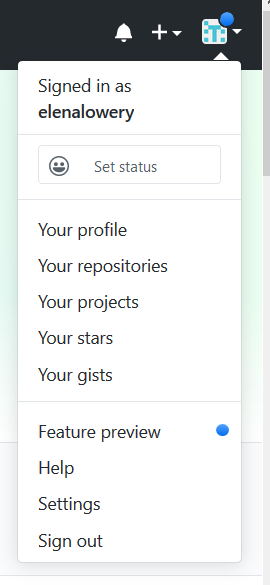 Signed in as
elenalowery
Set status
Your profile
Your repositories
Your projects
Your stars
Your gists
Feature preview
Help
Settings
Sign out